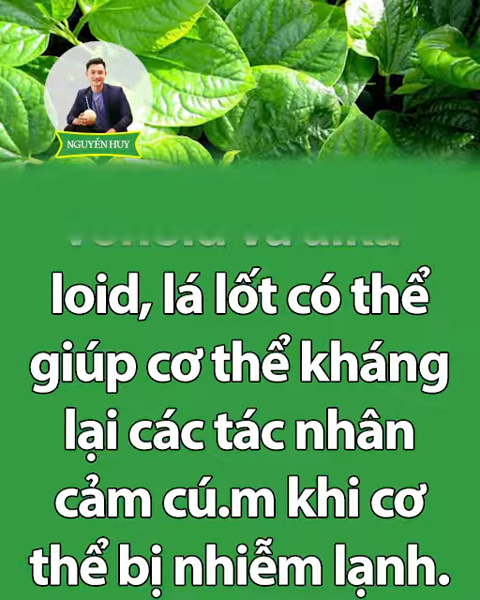 NGUYỄN HUY
loid, lá lốt có thể
giúp cơ thể kháng
lại các tác nhân
cảm cú.m khi cơ
thể bị nhiễm lạnh.